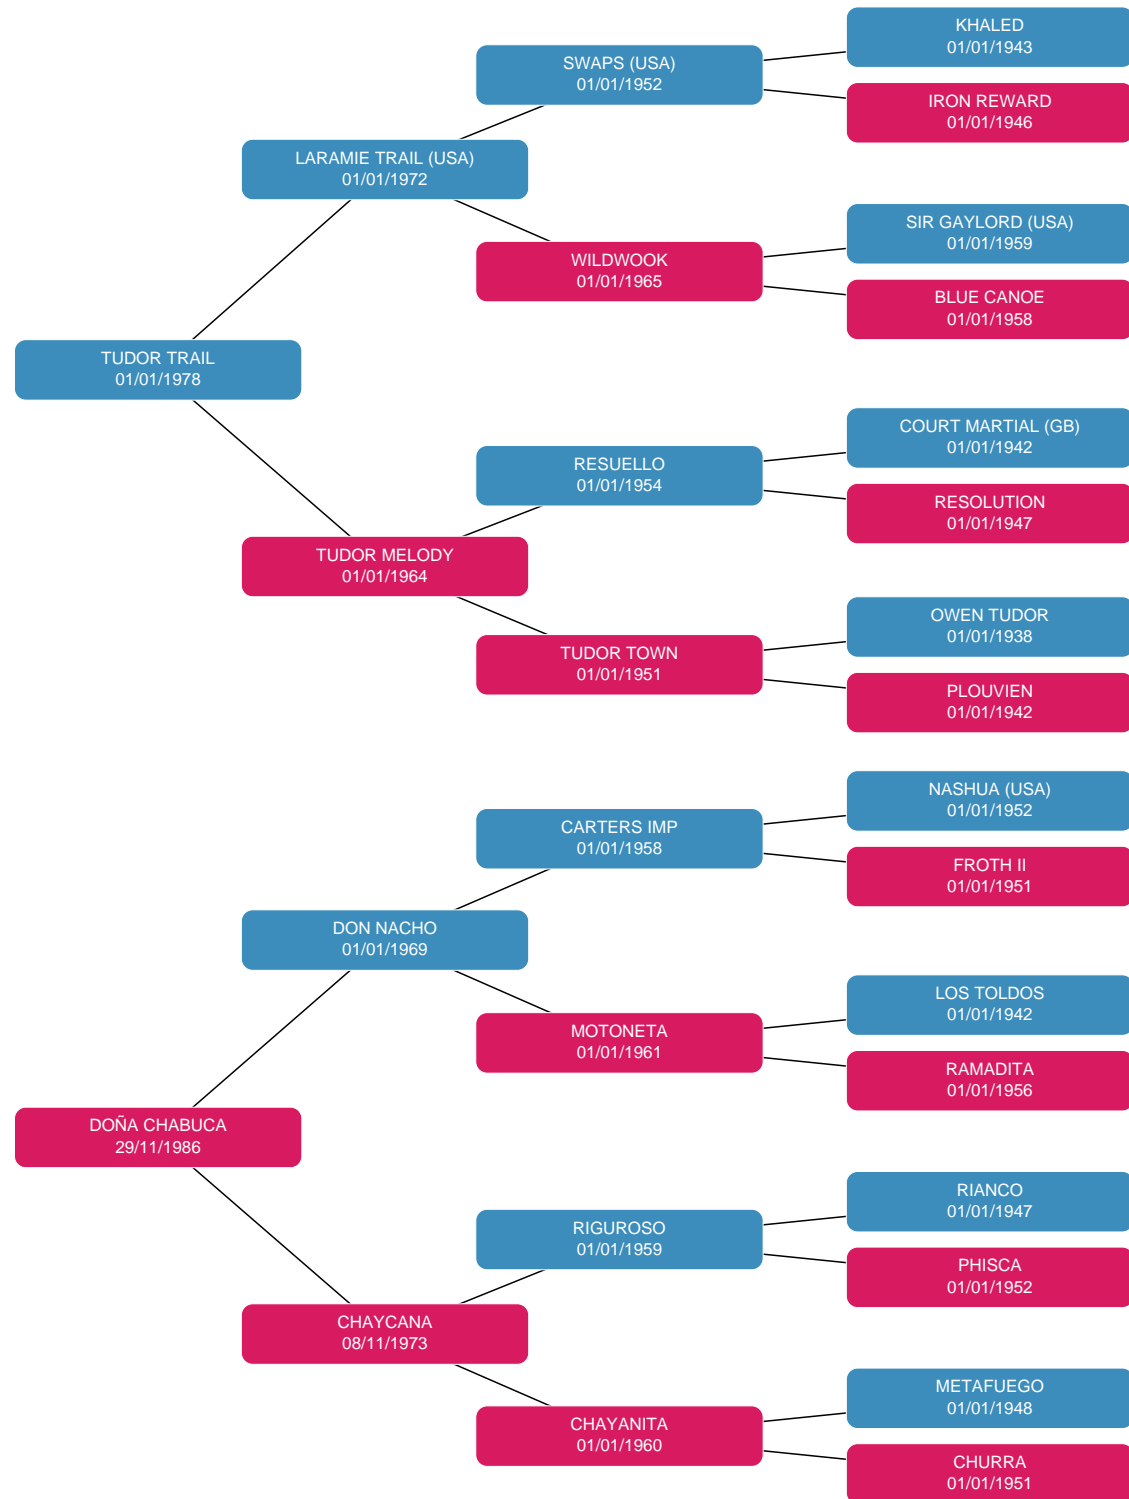 KHALED
01/01/1943
SWAPS (USA)
01/01/1952
IRON REWARD
01/01/1946
LARAMIE TRAIL (USA)
01/01/1972
SIR GAYLORD (USA)
01/01/1959
WILDWOOK
01/01/1965
BLUE CANOE
01/01/1958
TUDOR TRAIL
01/01/1978
COURT MARTIAL (GB)
01/01/1942
RESUELLO
01/01/1954
RESOLUTION
01/01/1947
TUDOR MELODY
01/01/1964
OWEN TUDOR
01/01/1938
TUDOR TOWN
01/01/1951
PLOUVIEN
01/01/1942
NASHUA (USA)
01/01/1952
CARTERS IMP
01/01/1958
FROTH II
01/01/1951
DON NACHO
01/01/1969
LOS TOLDOS
01/01/1942
MOTONETA
01/01/1961
RAMADITA
01/01/1956
DOÑA CHABUCA
29/11/1986
RIANCO
01/01/1947
RIGUROSO
01/01/1959
PHISCA
01/01/1952
CHAYCANA
08/11/1973
METAFUEGO
01/01/1948
CHAYANITA
01/01/1960
CHURRA
01/01/1951